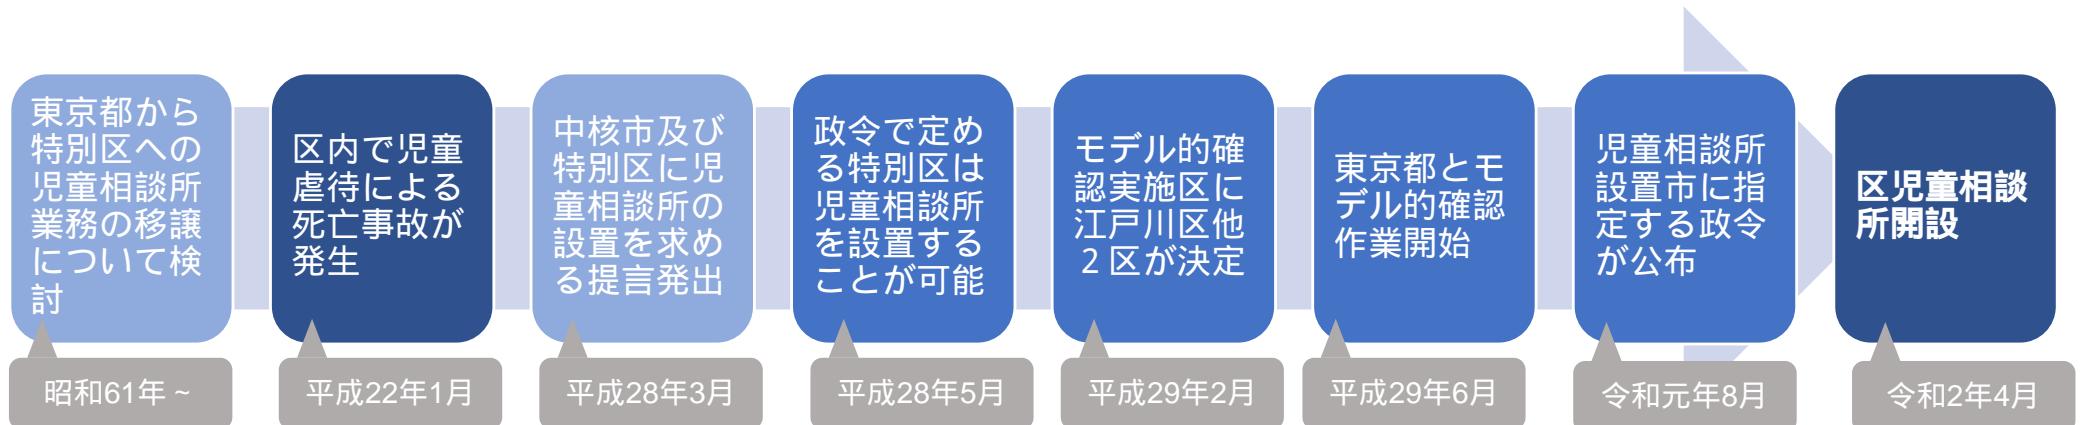 東京都から
特別区への
児童相談所
業務の移譲
について検
討
区内で児童
虐待による
死亡事故が
発生
中核市及び
特別区に児
童相談所の
設置を求め
る提言発出
政令で定め
る特別区は
児童相談所
を設置する
ことが可能
モデル的確
認実施区に
江戸川区他
２区が決定
東京都とモ
デル的確認
作業開始
児童相談所
設置市に指
定する政令
が公布
区児童相談
所開設
昭和61年～
平成22年1月
平成28年3月
平成28年5月
平成29年2月
平成29年6月
令和元年8月
令和2年4月